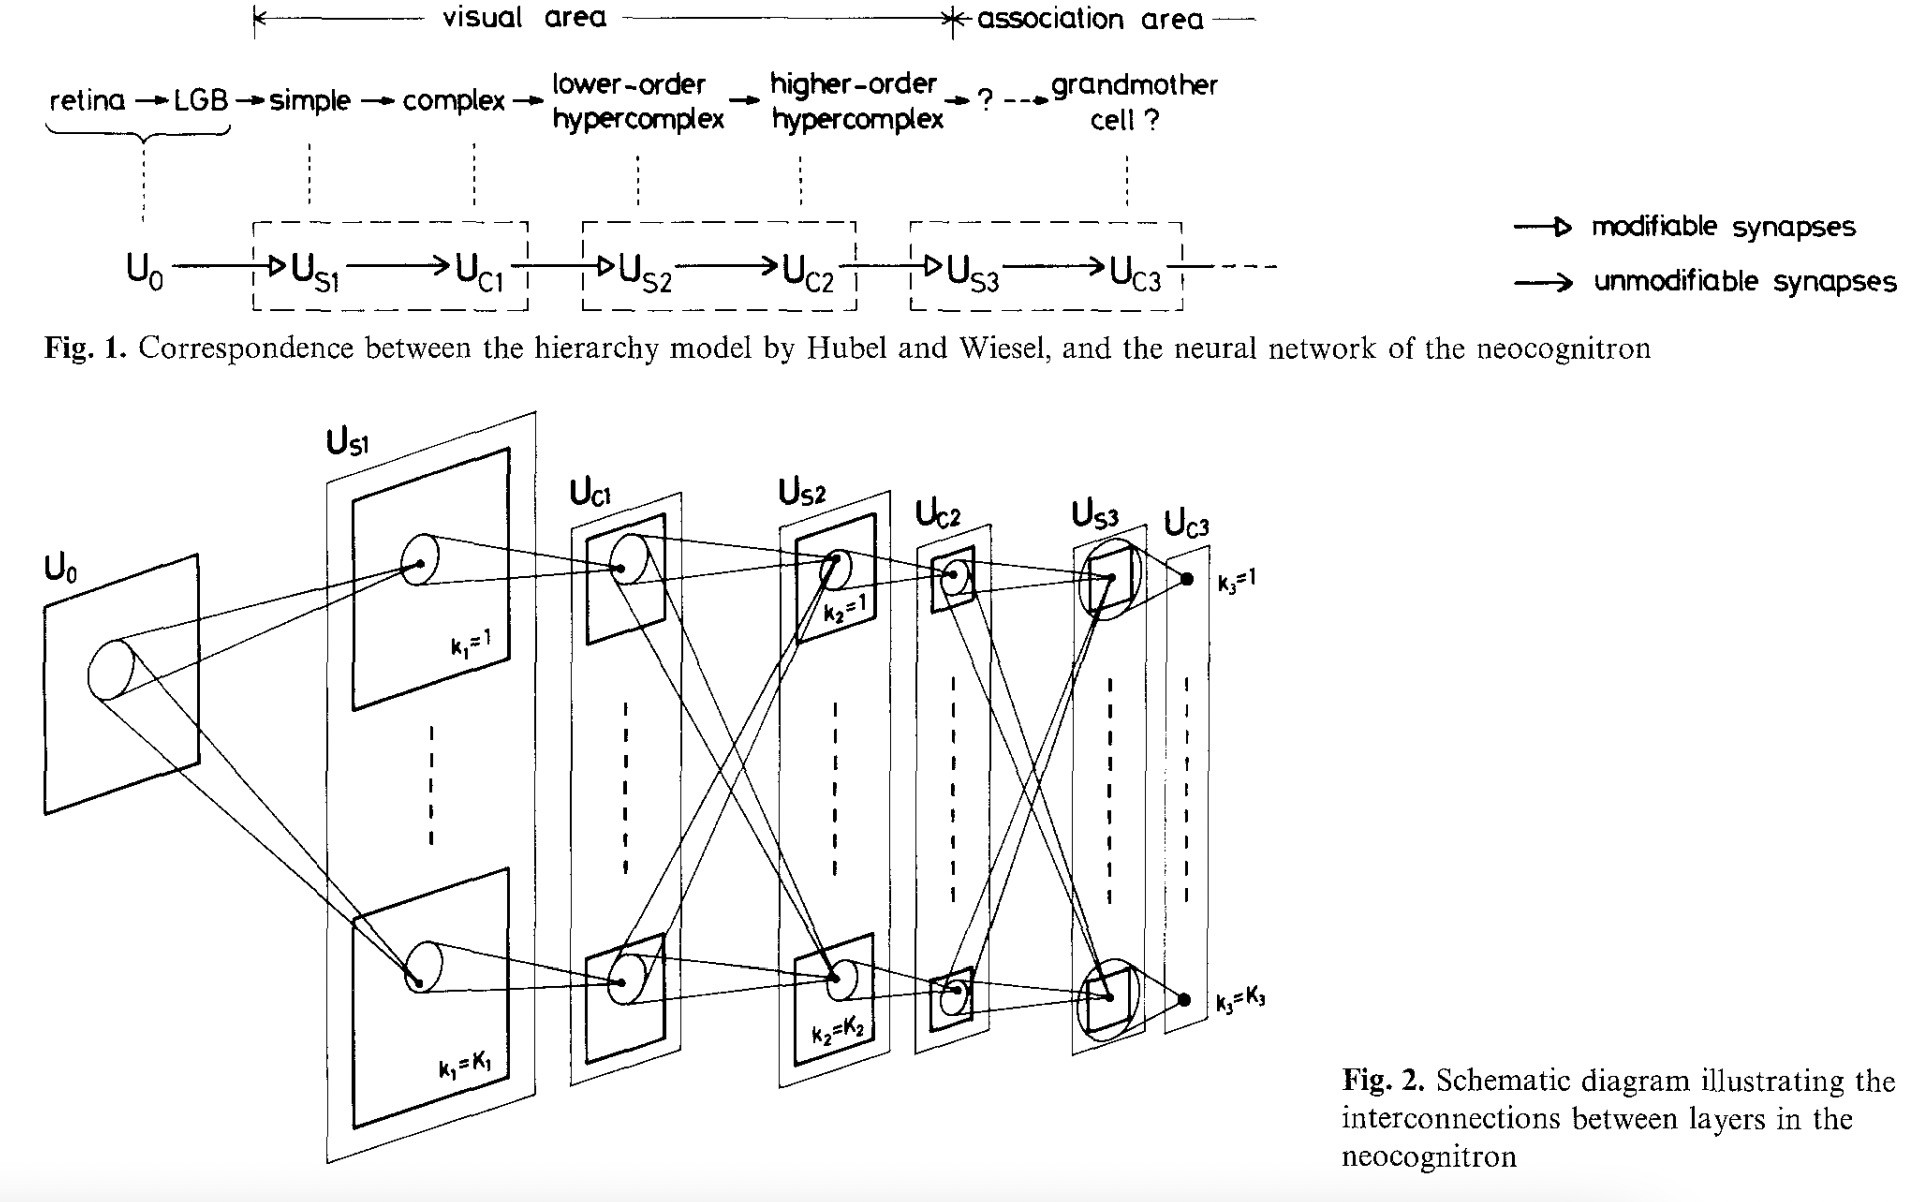 visual area association area
retina → LGB → simple → complex → lower-order hypercomplex → higher-order hypercomplex → ? ---→ grandmother cell ?
U0 US1 UC1 US2 UC2 US3 UC3
modifiable synapses
unmodifiable synapses
Fig. 1. Correspondence between the hierarchy model by Hubel and Wiesel, and the neural network of the neocognitron
U0 US1 UC1 US2 UC2 US3 UC3
k1=1 k2=1 k3=1
k1=K1 k2=K2 k3=K3
Fig. 2. Schematic diagram illustrating the
interconnections between layers in the
neocognitron